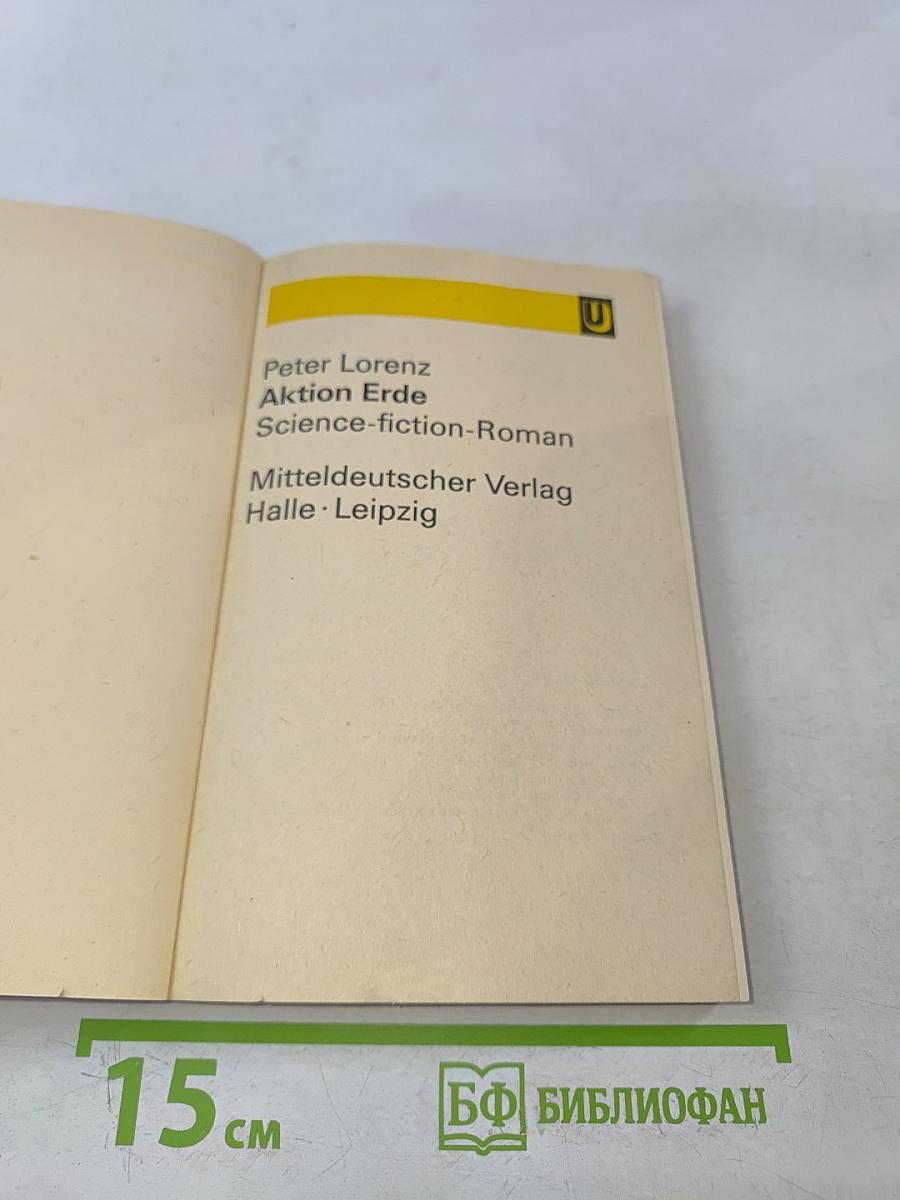 U
Peter Lorenz
Aktion Erde
Science-fiction-Roman
Mitteldeutscher Verlag
Halle · Leipzig
15 см
БФ БИБЛИОФАН